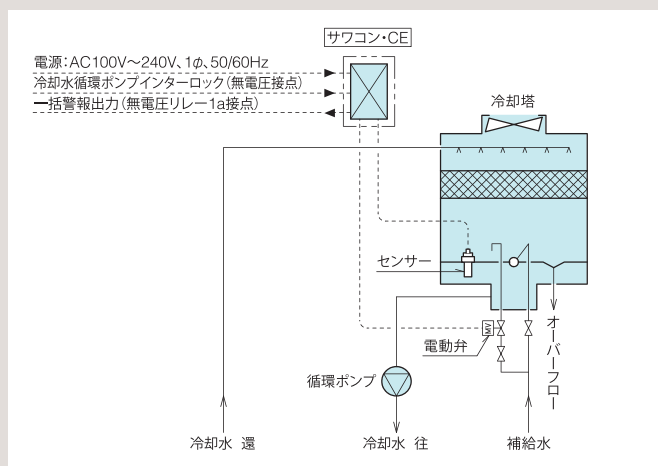 サワコン・CE
電源：AC100V～240V、1φ、50/60Hz
冷却水循環ポンプインターロック（無電圧接点）
一括警報出力（無電圧リレー1a接点）
冷却塔
センサー
MV
電動弁
オーバーフロー
循環ポンプ
冷却水 還
冷却水 往
補給水